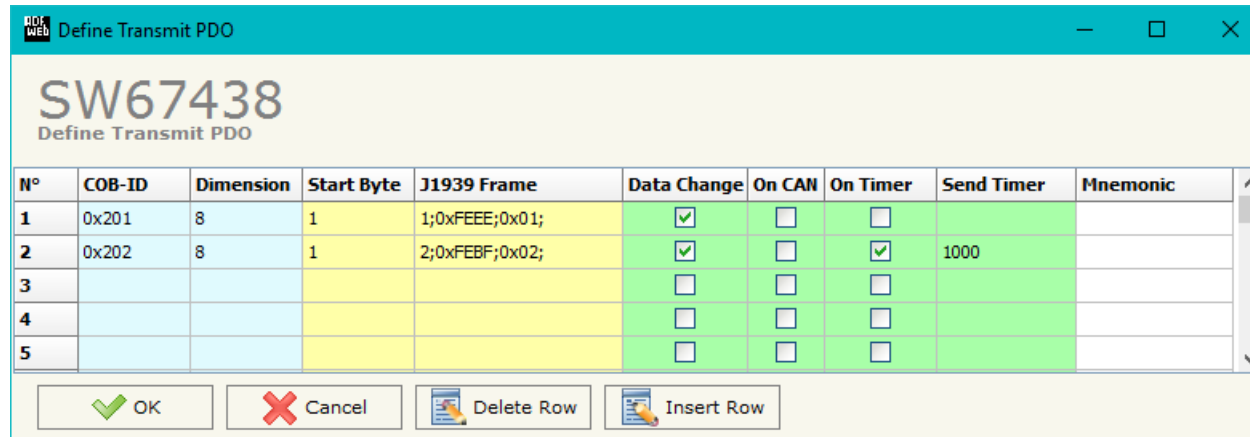 ADF WEB Define Transmit PDO
SW67438
Define Transmit PDO
N° COB-ID Dimension Start Byte J1939 Frame Data Change On CAN On Timer Send Timer Mnemonic
1 0x201 8 1 1;0xFEEE;0x01;
2 0x202 8 1 2;0xFEBF;0x02; 1000
3
4
5
OK Cancel Delete Row Insert Row